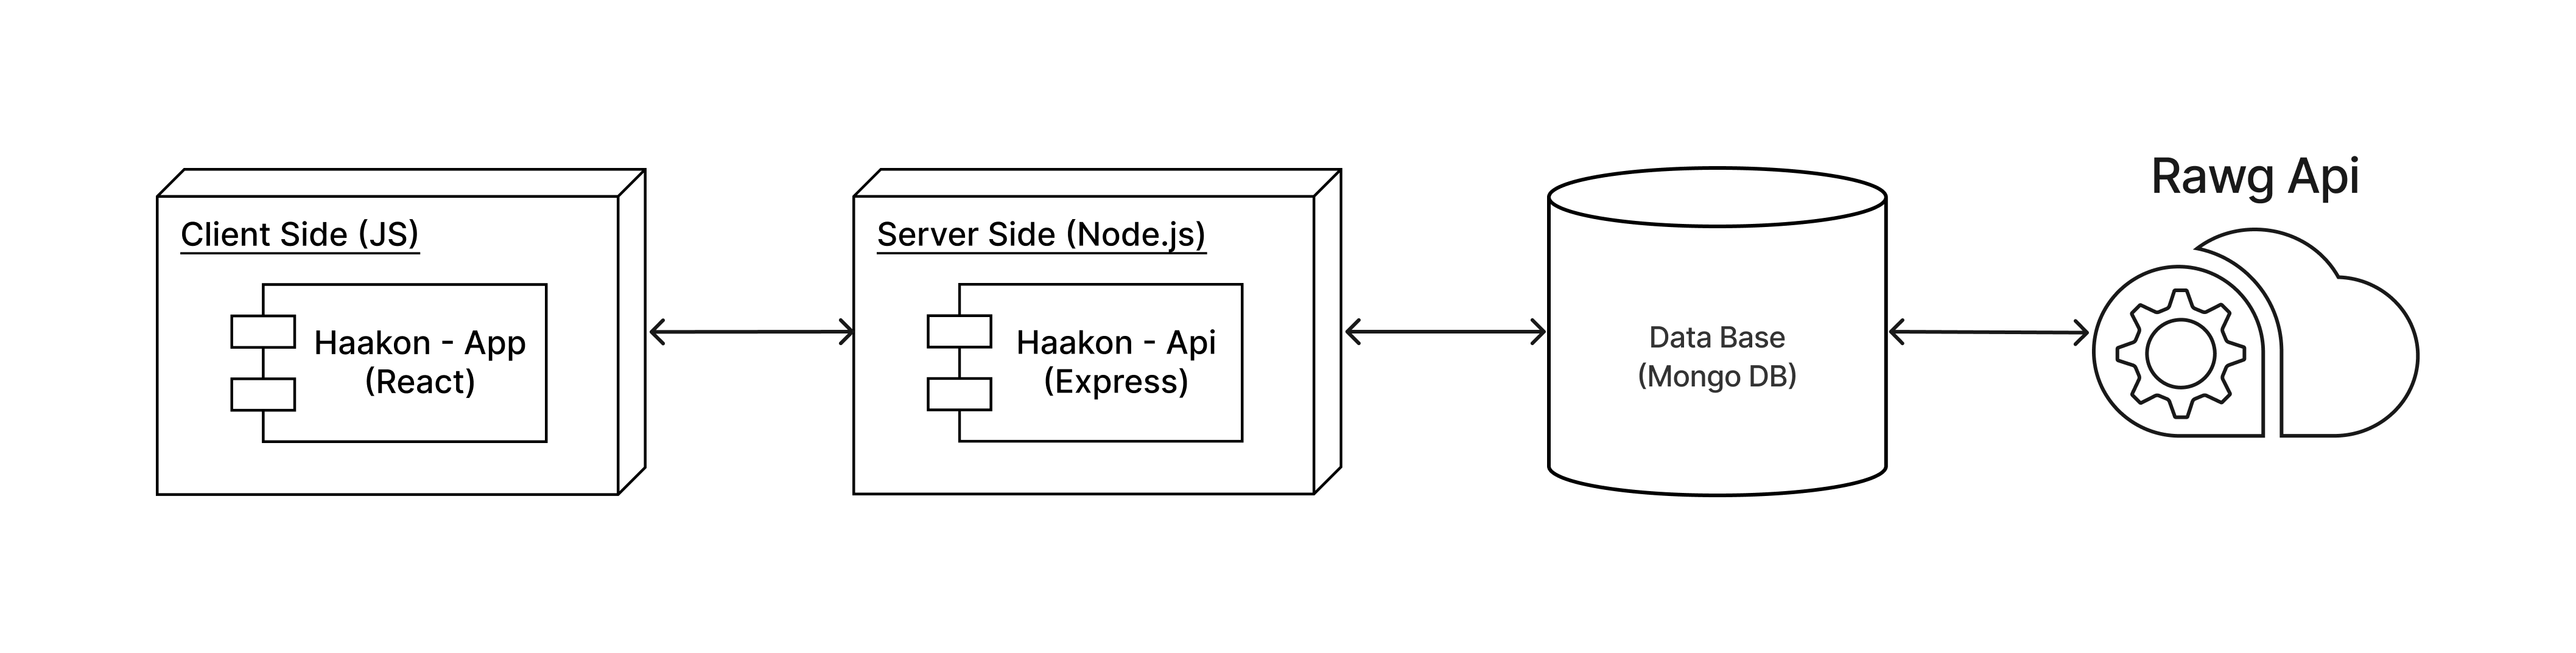 Client Side (JS)
Haakon - App
(React)
Server Side (Node.js)
Haakon - Api
(Express)
Data Base
(Mongo DB)
Rawg Api